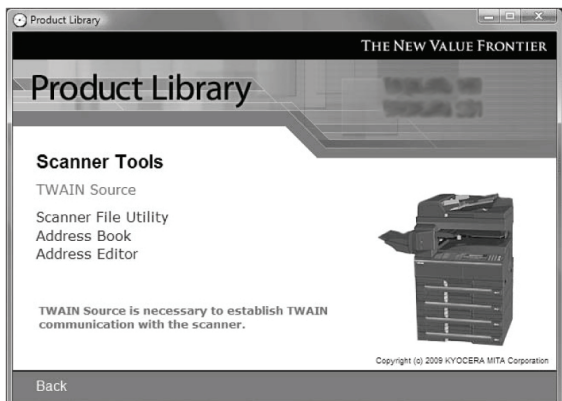 Product Library
THE NEW VALUE FRONTIER
Product Library
Scanner Tools
TWAIN Source
Scanner File Utility
Address Book
Address Editor
TWAIN Source is necessary to establish TWAIN
communication with the scanner.
Copyright (c) 2009 KYOCERA MITA Corporation
Back